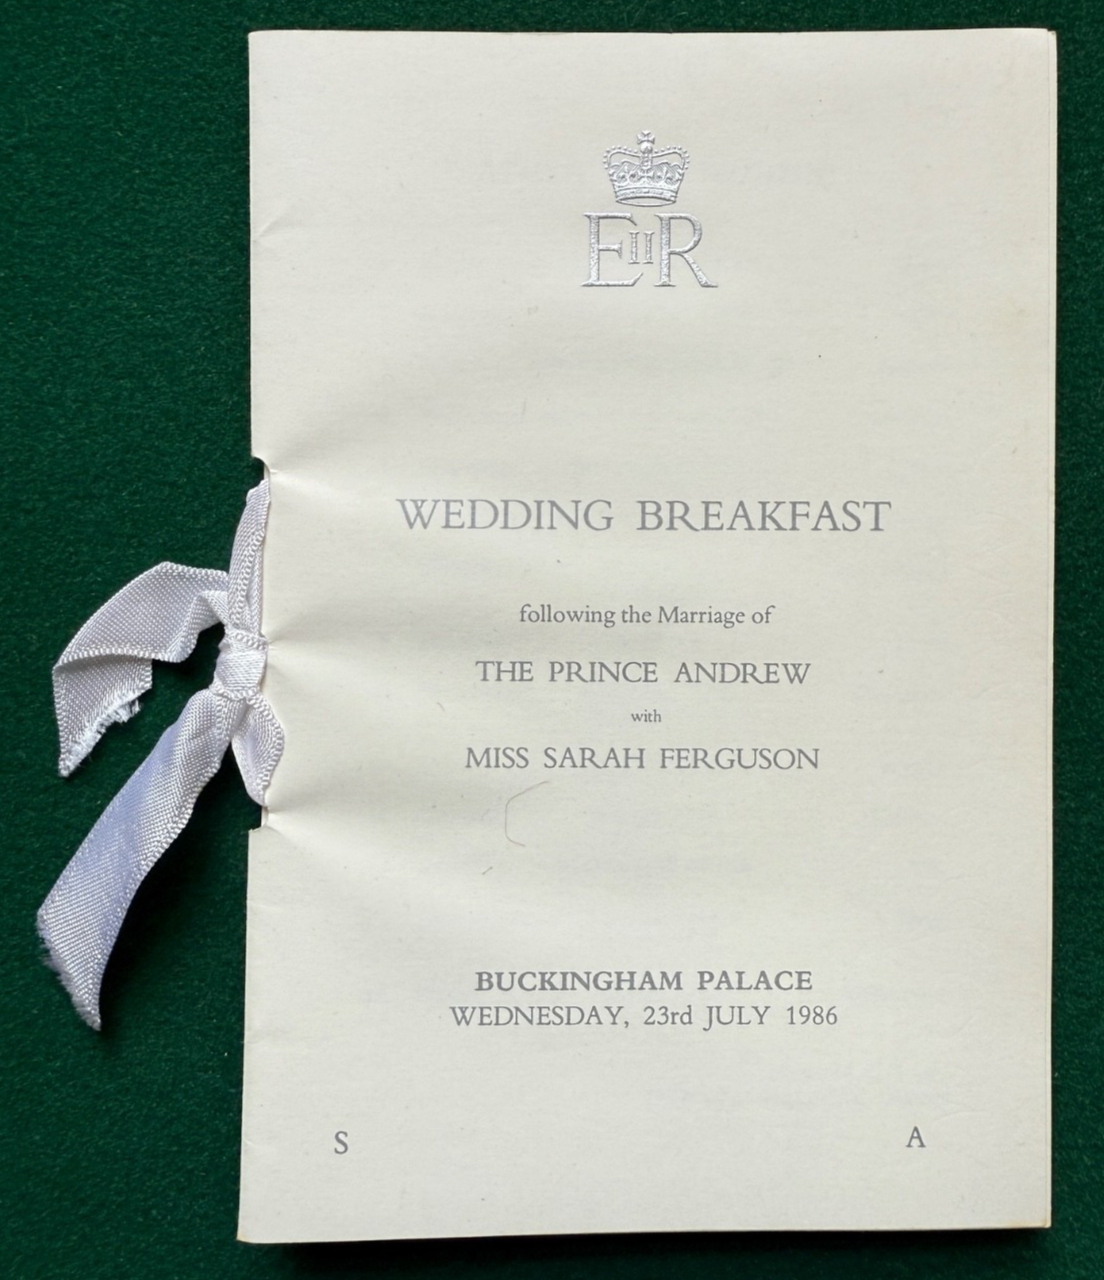 EIIR
WEDDING BREAKFAST
following the Marriage of
THE PRINCE ANDREW
with
MISS SARAH FERGUSON
BUCKINGHAM PALACE
WEDNESDAY, 23rd JULY 1986
S A